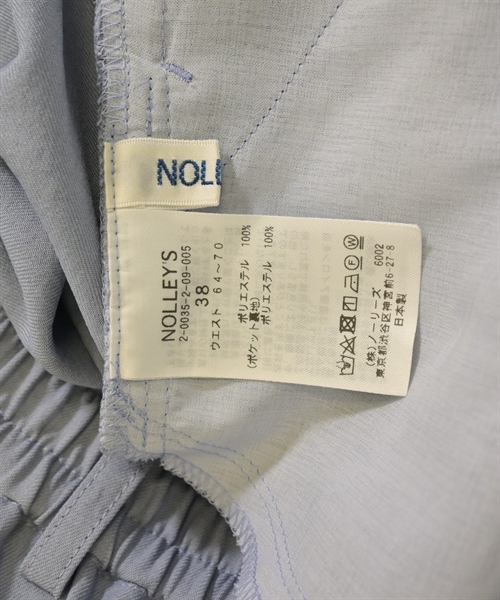 NOLL
NOLLEY'S
2-0035-2-09-005
38
ウエスト 64～70
ポリエステル 100%
(ポケット裏地)
ポリエステル 100%
6002
(株)ノーリーズ
東京都渋谷区神宮前6-27-8
日本製